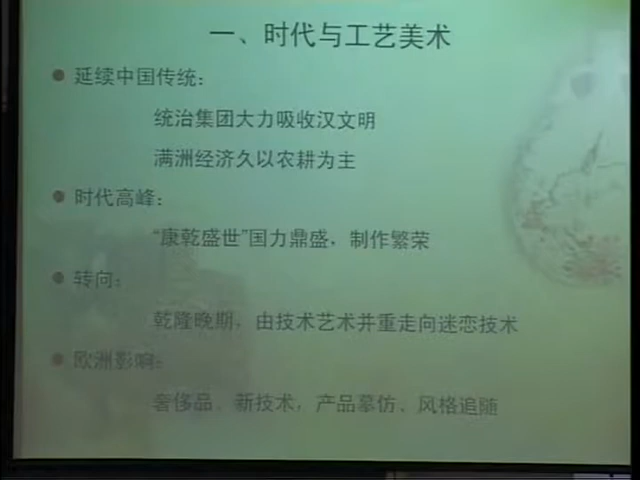 一、时代与工艺美术
延续中国传统：
统治集团大力吸收汉文明
满洲经济久以农耕为主
时代高峰：
“康乾盛世”国力鼎盛，制作繁荣
转向：
乾隆晚期，由技术艺术并重走向迷恋技术
欧洲影响：
奢侈品、新技术，产品摹仿、风格追随